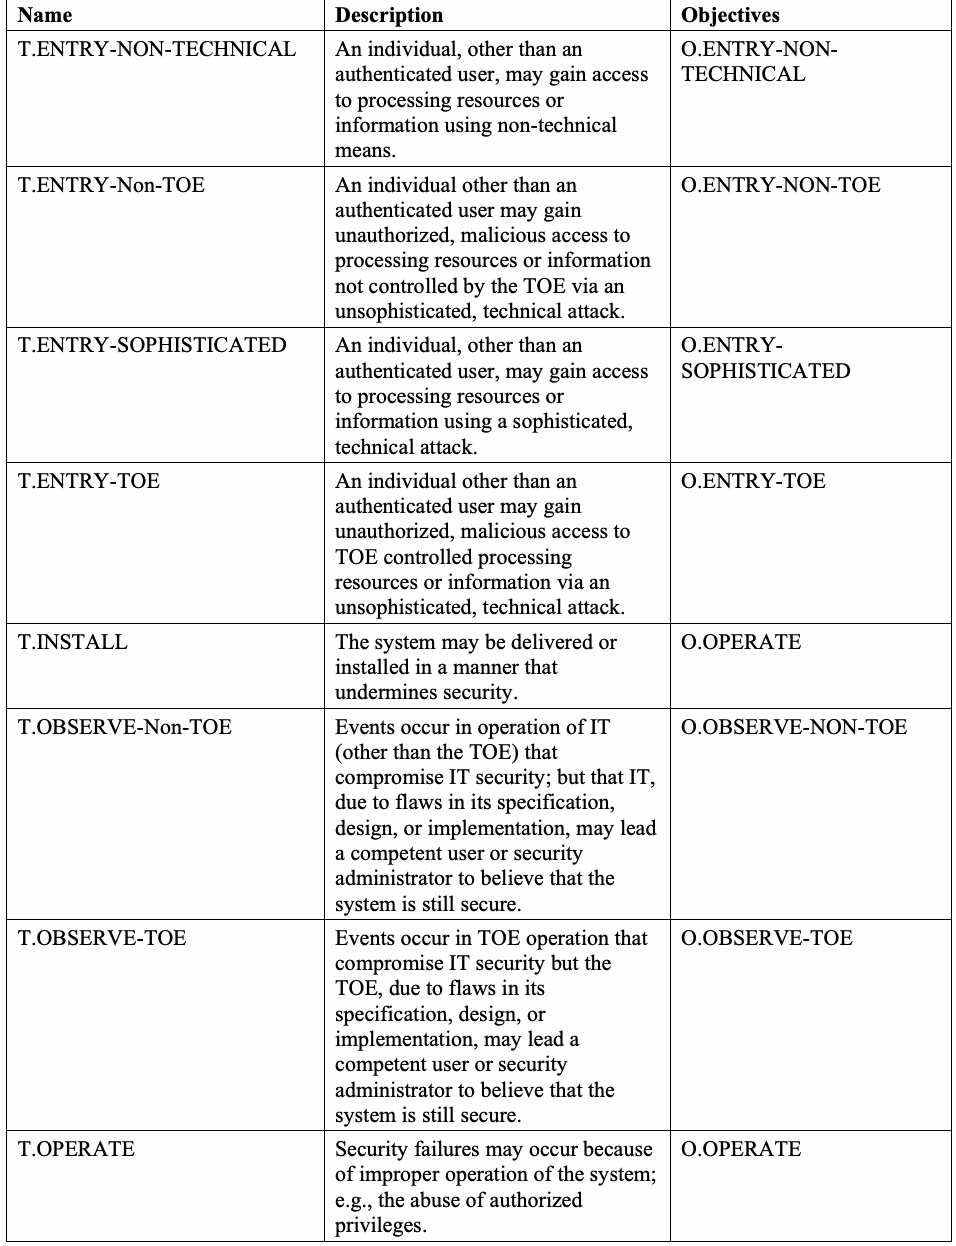 Name Description Objectives
T.ENTRY-NON-TECHNICAL An individual, other than an O.ENTRY-NON-
authenticated user, may gain access TECHNICAL
to processing resources or
information using non-technical
means.
T.ENTRY-Non-TOE An individual other than an O.ENTRY-NON-TOE
authenticated user may gain
unauthorized, malicious access to
processing resources or information
not controlled by the TOE via an
unsophisticated, technical attack.
T.ENTRY-SOPHISTICATED An individual, other than an O.ENTRY-
authenticated user, may gain access SOPHISTICATED
to processing resources or
information using a sophisticated,
technical attack.
T.ENTRY-TOE An individual other than an O.ENTRY-TOE
authenticated user may gain
unauthorized, malicious access to
TOE controlled processing
resources or information via an
unsophisticated, technical attack.
T.INSTALL The system may be delivered or O.OPERATE
installed in a manner that
undermines security.
T.OBSERVE-Non-TOE Events occur in operation of IT O.OBSERVE-NON-TOE
(other than the TOE) that
compromise IT security; but that IT,
due to flaws in its specification,
design, or implementation, may lead
a competent user or security
administrator to believe that the
system is still secure.
T.OBSERVE-TOE Events occur in TOE operation that O.OBSERVE-TOE
compromise IT security but the
TOE, due to flaws in its
specification, design, or
implementation, may lead a
competent user or security
administrator to believe that the
system is still secure.
T.OPERATE Security failures may occur because O.OPERATE
of improper operation of the system;
e.g., the abuse of authorized
privileges.